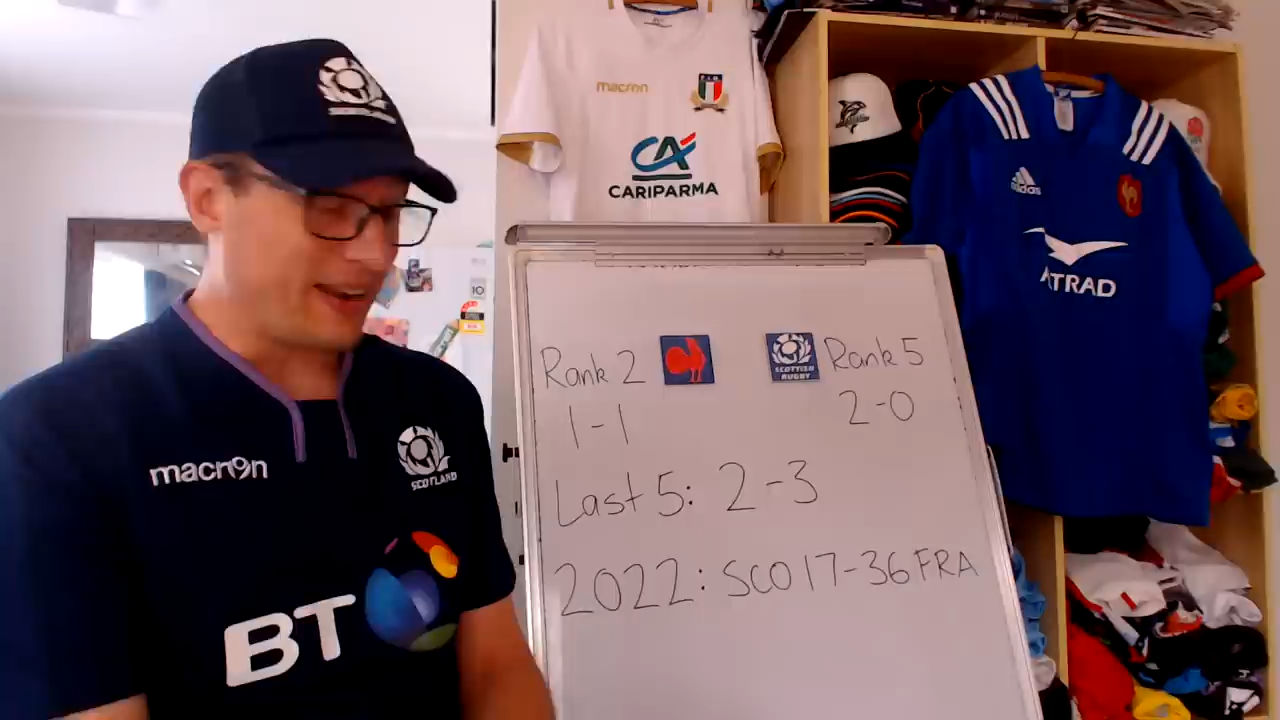 macron
F.I.R.
CARIPARMA
adidas
ATRAD
Rank 2
SCOTTISH
RUGBY
Rank 5
1-1
2-0
Last 5: 2-3
2022: SCO 17-36 FRA
macron
SCOTLAND
BT
10